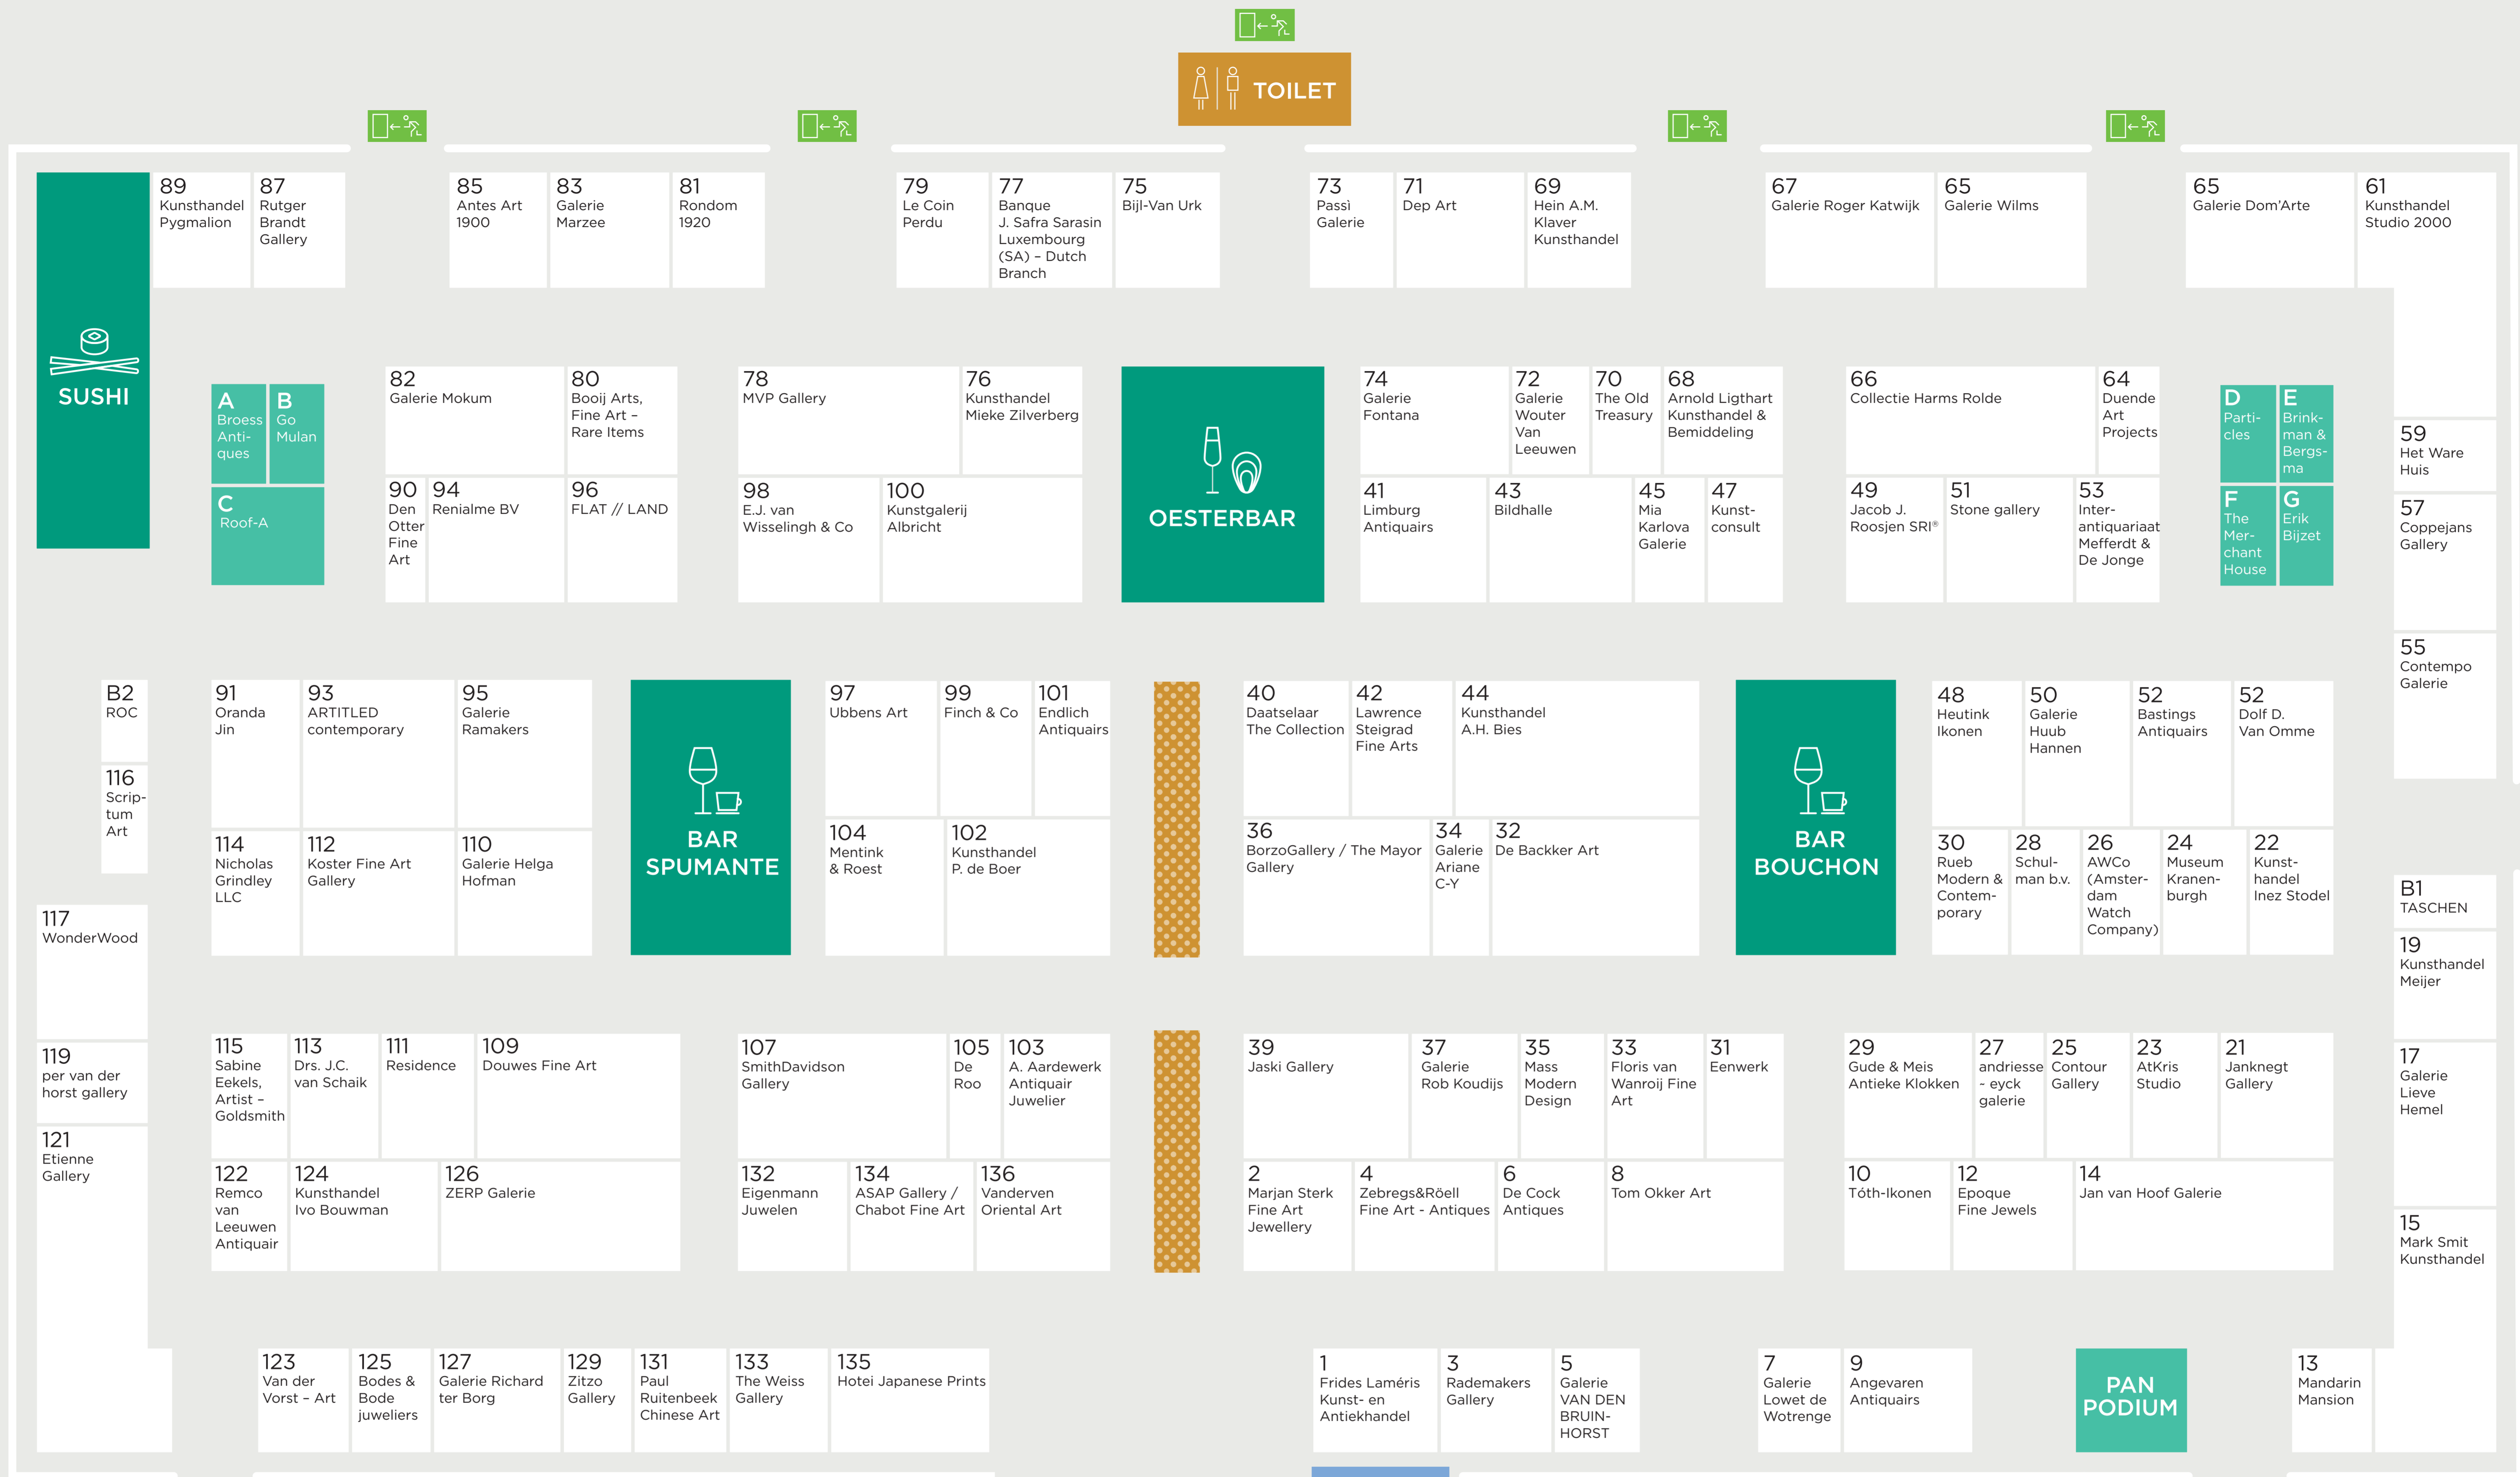 TOILET
SUSHI
89
Kunsthandel
Pygmalion
87
Rutger
Brandt
Gallery
85
Antes Art
1900
83
Galerie
Marzee
81
Rondom
1920
79
Le Coin
Perdu
77
Banque
J. Safra Sarasin
Luxembourg
(SA) – Dutch
Branch
75
Bijl-Van Urk
73
Passì
Galerie
71
Dep Art
69
Hein A.M.
Klaver
Kunsthandel
67
Galerie Roger Katwijk
65
Galerie Wilms
65
Galerie Dom’Arte
61
Kunsthandel
Studio 2000
A
Broess
Anti-
ques
B
Go
Mulan
C
Roof-A
82
Galerie Mokum
80
Booij Arts,
Fine Art –
Rare Items
78
MVP Gallery
76
Kunsthandel
Mieke Zilverberg
OESTERBAR
74
Galerie
Fontana
72
Galerie
Wouter
Van
Leeuwen
70
The Old
Treasury
68
Arnold Ligthart
Kunsthandel &
Bemiddeling
66
Collectie Harms Rolde
64
Duende
Art
Projects
D
Parti-
cles
E
Brink-
man &
Bergs-
ma
F
The
Mer-
chant
House
G
Erik
Bijzet
59
Het Ware
Huis
57
Coppejans
Gallery
55
Contempo
Galerie
90
Den
Otter
Fine
Art
94
Renialme BV
96
FLAT // LAND
98
E.J. van
Wisselingh & Co
100
Kunstgalerij
Albricht
41
Limburg
Antiquairs
43
Bildhalle
45
Mia
Karlova
Galerie
47
Kunst-
consult
49
Jacob J.
Roosjen SRI®
51
Stone gallery
53
Inter-
antiquariaat
Mefferdt &
De Jonge
B2
ROC
116
Scrip-
tum
Art
91
Oranda
Jin
93
ARTITLED
contemporary
95
Galerie
Ramakers
BAR
SPUMANTE
97
Ubbens Art
99
Finch & Co
101
Endlich
Antiquairs
40
Daatselaar
The Collection
42
Lawrence
Steigrad
Fine Arts
44
Kunsthandel
A.H. Bies
BAR
BOUCHON
48
Heutink
Ikonen
50
Galerie
Huub
Hannen
52
Bastings
Antiquairs
52
Dolf D.
Van Omme
114
Nicholas
Grindley
LLC
112
Koster Fine Art
Gallery
110
Galerie Helga
Hofman
104
Mentink
& Roest
102
Kunsthandel
P. de Boer
36
BorzoGallery / The Mayor
Gallery
34
Galerie
Ariane
C-Y
32
De Backker Art
30
Rueb
Modern &
Contem-
porary
28
Schul-
man b.v.
26
AWCo
(Amster-
dam
Watch
Company)
24
Museum
Kranen-
burgh
22
Kunst-
handel
Inez Stodel
B1
TASCHEN
19
Kunsthandel
Meijer
17
Galerie
Lieve
Hemel
15
Mark Smit
Kunsthandel
117
WonderWood
119
per van der
horst gallery
121
Etienne
Gallery
115
Sabine
Eekels,
Artist –
Goldsmith
113
Drs. J.C.
van Schaik
111
Residence
109
Douwes Fine Art
107
SmithDavidson
Gallery
105
De
Roo
103
A. Aardewerk
Antiquair
Juwelier
39
Jaski Gallery
37
Galerie
Rob Koudijs
35
Mass
Modern
Design
33
Floris van
Wanroij Fine
Art
31
Eenwerk
29
Gude & Meis
Antieke Klokken
27
andriesse
- eyck
galerie
25
Contour
Gallery
23
AtKris
Studio
21
Janknegt
Gallery
122
Remco
van
Leeuwen
Antiquair
124
Kunsthandel
Ivo Bouwman
126
ZERP Galerie
132
Eigenmann
Juwelen
134
ASAP Gallery /
Chabot Fine Art
136
Vanderven
Oriental Art
2
Marjan Sterk
Fine Art
Jewellery
4
Zebregs&Röell
Fine Art - Antiques
6
De Cock
Antiques
8
Tom Okker Art
10
Tóth-Ikonen
12
Epoque
Fine Jewels
14
Jan van Hoof Galerie
123
Van der
Vorst – Art
125
Bodes &
Bode
juweliers
127
Galerie Richard
ter Borg
129
Zitzo
Gallery
131
Paul
Ruitenbeek
Chinese Art
133
The Weiss
Gallery
135
Hotei Japanese Prints
1
Frides Laméris
Kunst- en
Antiekhandel
3
Rademakers
Gallery
5
Galerie
VAN DEN
BRUIN-
HORST
7
Galerie
Lowet de
Wotrenge
9
Angevaren
Antiquairs
PAN
PODIUM
13
Mandarin
Mansion